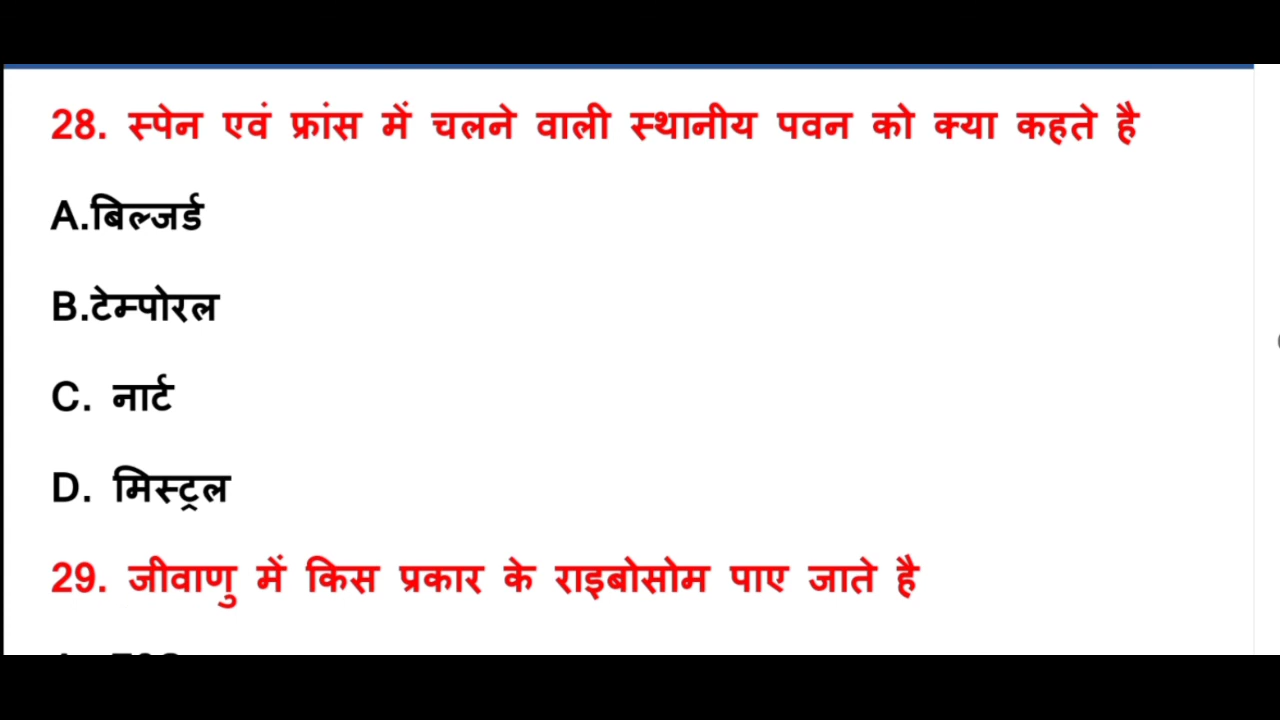 28. स्पेन एवं फ्रांस में चलने वाली स्थानीय पवन को क्या कहते है
A.बिल्जर्ड
B.टेम्पोरल
C. नार्ट
D. मिस्ट्रल
29. जीवाणु में किस प्रकार के राइबोसोम पाए जाते है